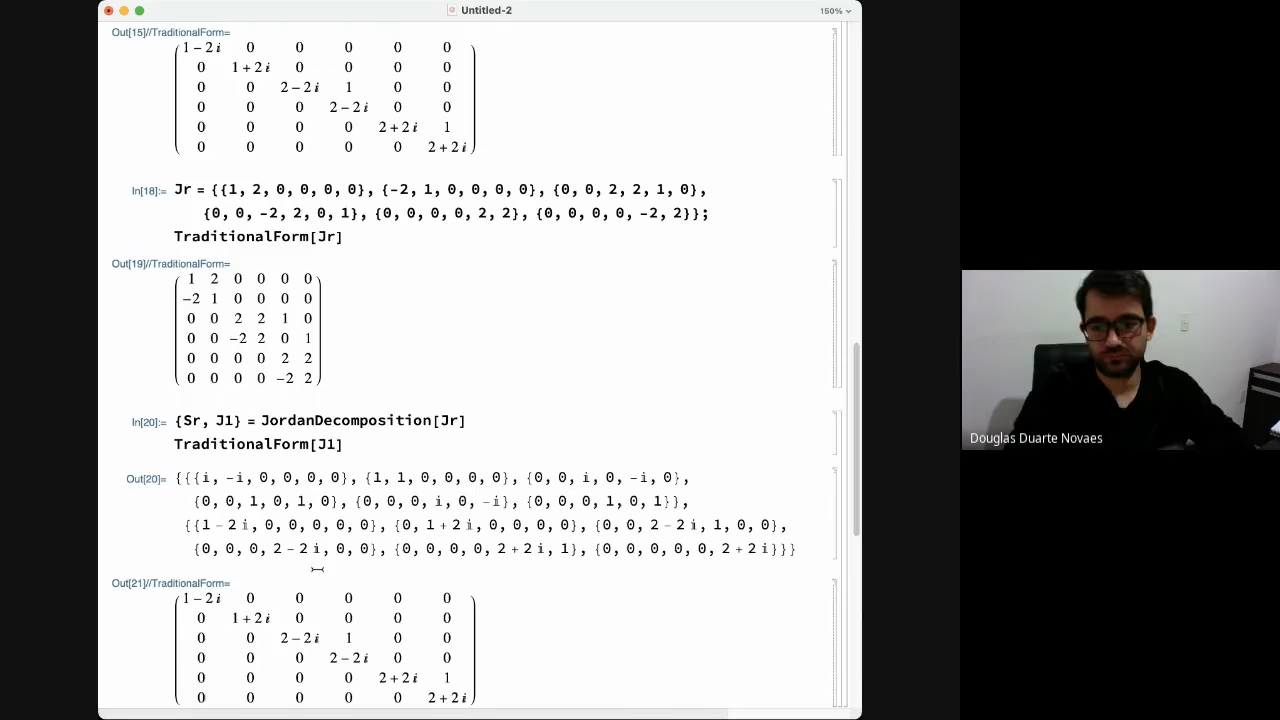 Untitled-2
150%
Out[15]//TraditionalForm=
1 − 2 i 0 0 0 0 0
0 1 + 2 i 0 0 0 0
0 0 2 − 2 i 1 0 0
0 0 0 2 − 2 i 0 0
0 0 0 0 2 + 2 i 1
0 0 0 0 0 2 + 2 i
In[18]:= Jr = {{1, 2, 0, 0, 0, 0}, {-2, 1, 0, 0, 0, 0}, {0, 0, 2, 2, 1, 0},
{0, 0, -2, 2, 0, 1}, {0, 0, 0, 0, 2, 2}, {0, 0, 0, 0, -2, 2}};
TraditionalForm[Jr]
Out[19]//TraditionalForm=
1 2 0 0 0 0
−2 1 0 0 0 0
0 0 2 2 1 0
0 0 −2 2 0 1
0 0 0 0 2 2
0 0 0 0 −2 2
In[20]:= {Sr, J1} = JordanDecomposition[Jr]
TraditionalForm[J1]
Out[20]= {{{i, -i, 0, 0, 0, 0}, {1, 1, 0, 0, 0, 0}, {0, 0, i, 0, -i, 0},
{0, 0, 1, 0, 1, 0}, {0, 0, 0, i, 0, -i}, {0, 0, 0, 1, 0, 1}},
{{1 - 2 i, 0, 0, 0, 0, 0}, {0, 1 + 2 i, 0, 0, 0, 0}, {0, 0, 2 - 2 i, 1, 0, 0},
{0, 0, 0, 2 - 2 i, 0, 0}, {0, 0, 0, 0, 2 + 2 i, 1}, {0, 0, 0, 0, 0, 2 + 2 i}}}
Out[21]//TraditionalForm=
1 − 2 i 0 0 0 0 0
0 1 + 2 i 0 0 0 0
0 0 2 − 2 i 1 0 0
0 0 0 2 − 2 i 0 0
0 0 0 0 2 + 2 i 1
0 0 0 0 0 2 + 2 i
Douglas Duarte Novaes